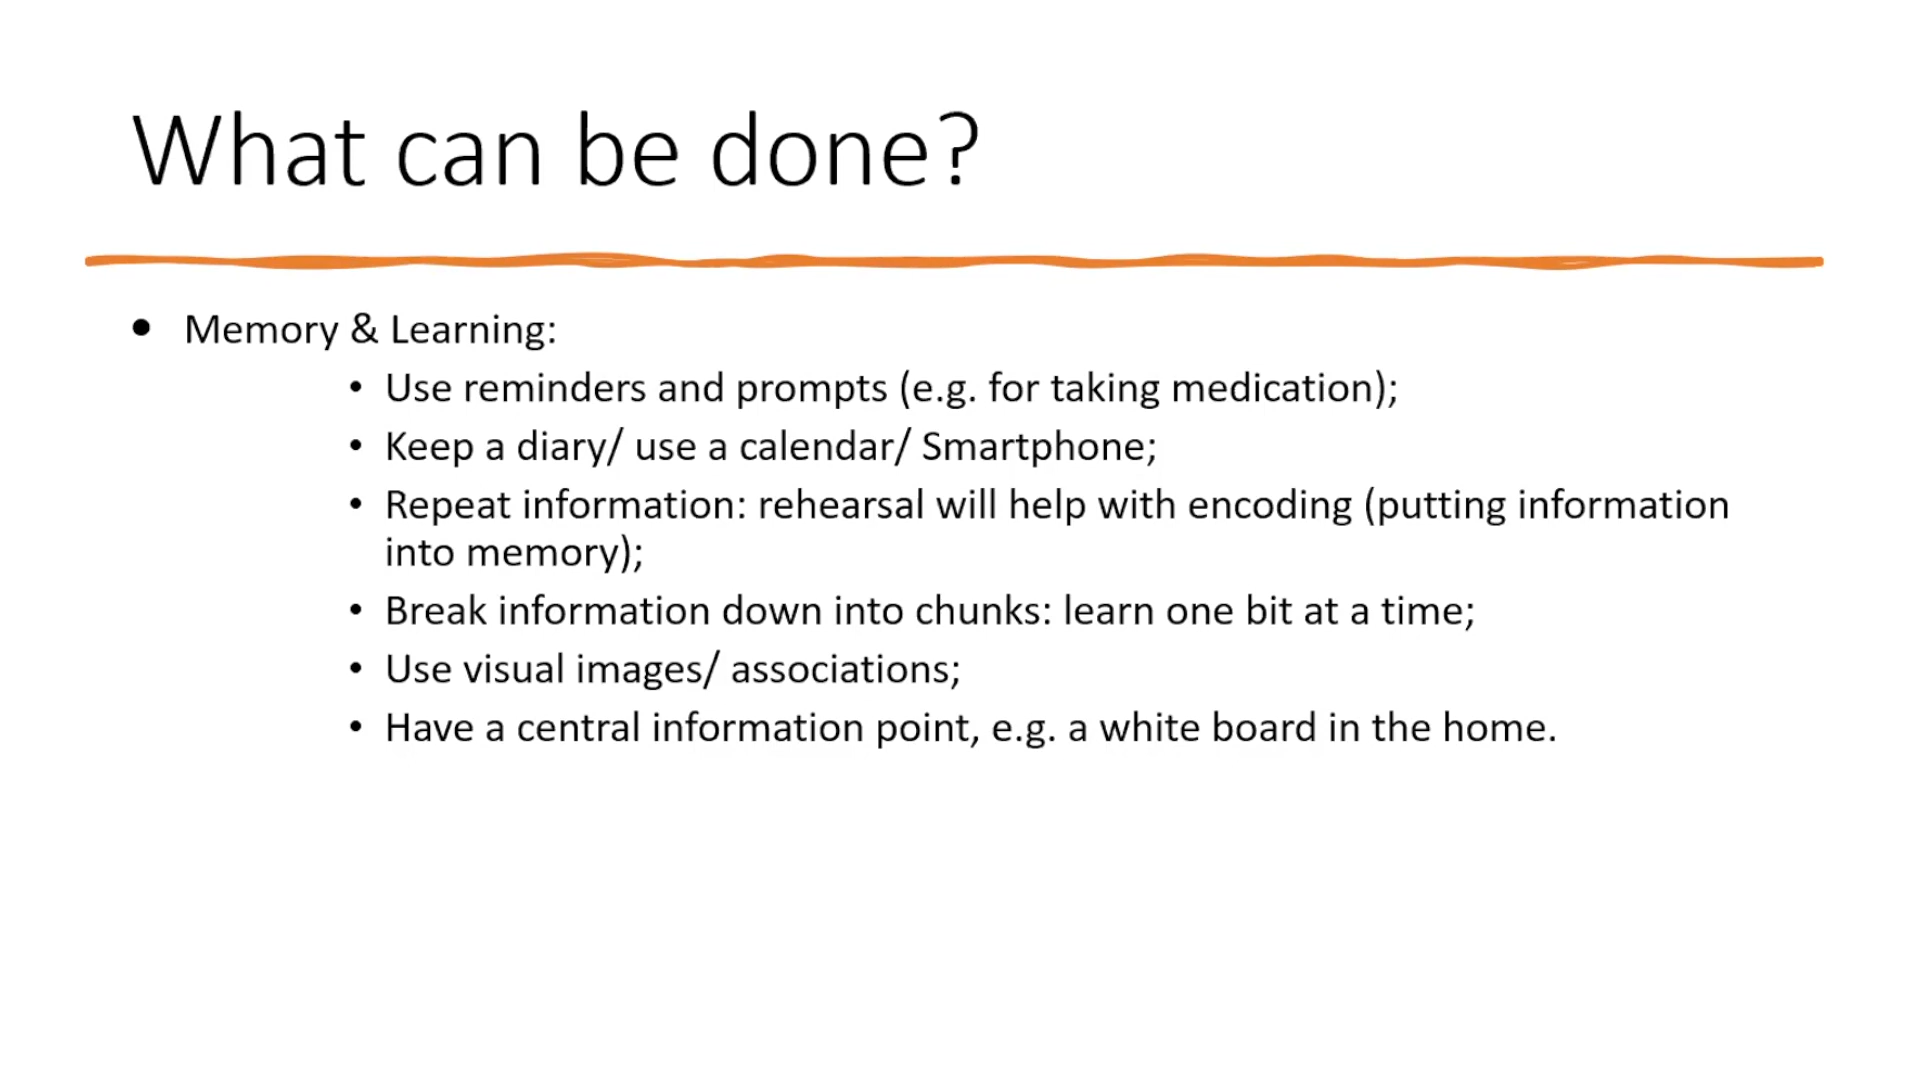 What can be done?
• Memory & Learning:
• Use reminders and prompts (e.g. for taking medication);
• Keep a diary/ use a calendar/ Smartphone;
• Repeat information: rehearsal will help with encoding (putting information
into memory);
• Break information down into chunks: learn one bit at a time;
• Use visual images/ associations;
• Have a central information point, e.g. a white board in the home.